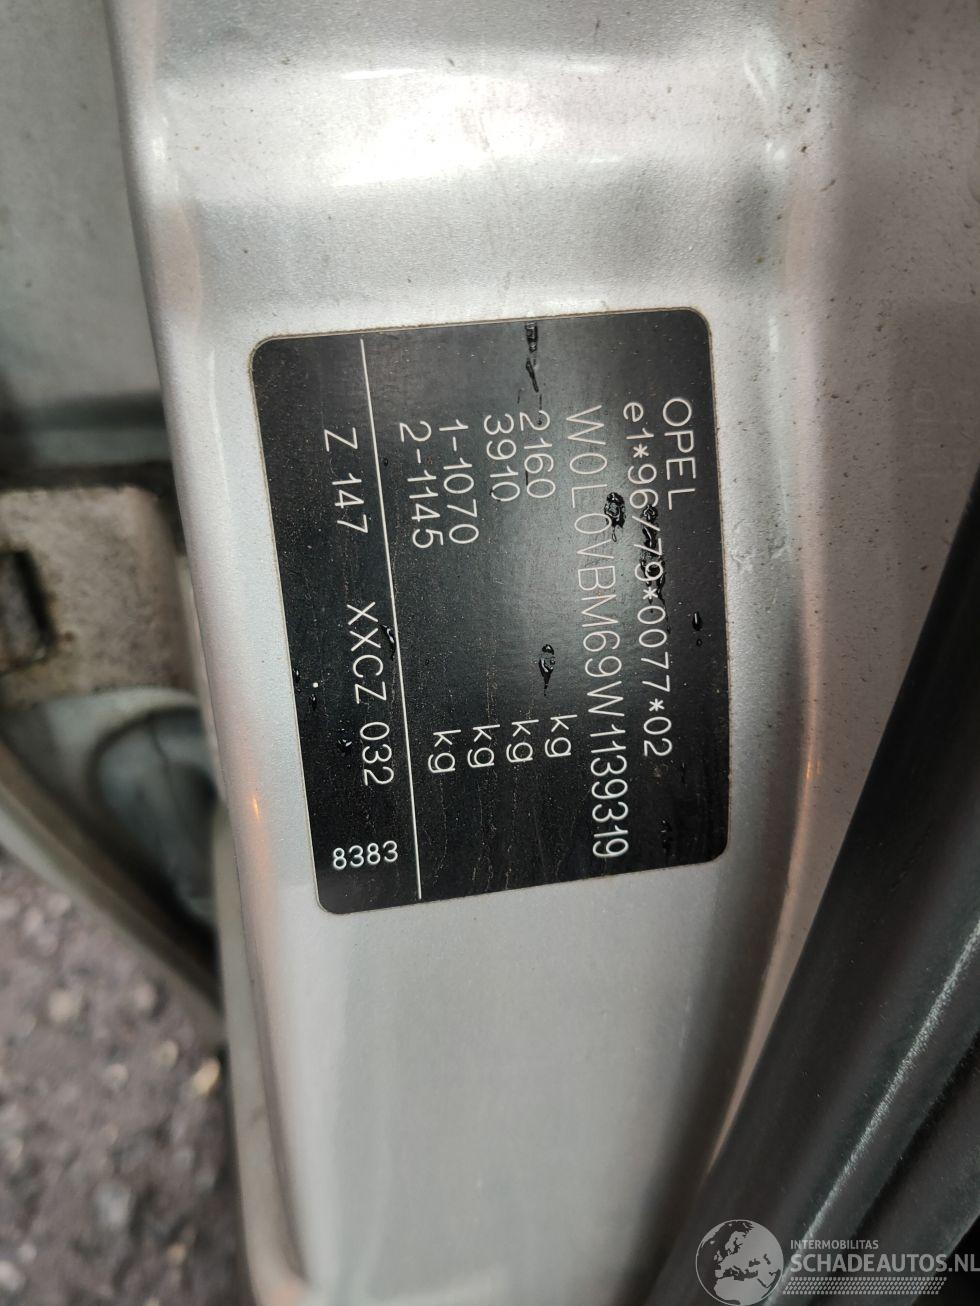 OPEL
e1*96/79*0077*02
W0L0VBM69W1139319
2160 kg
3910 kg
1-1070 kg
2-1145 kg
Z 147 XXCZ 032 8383
INTERMOBILITAS
SCHADEAUTOS.NL